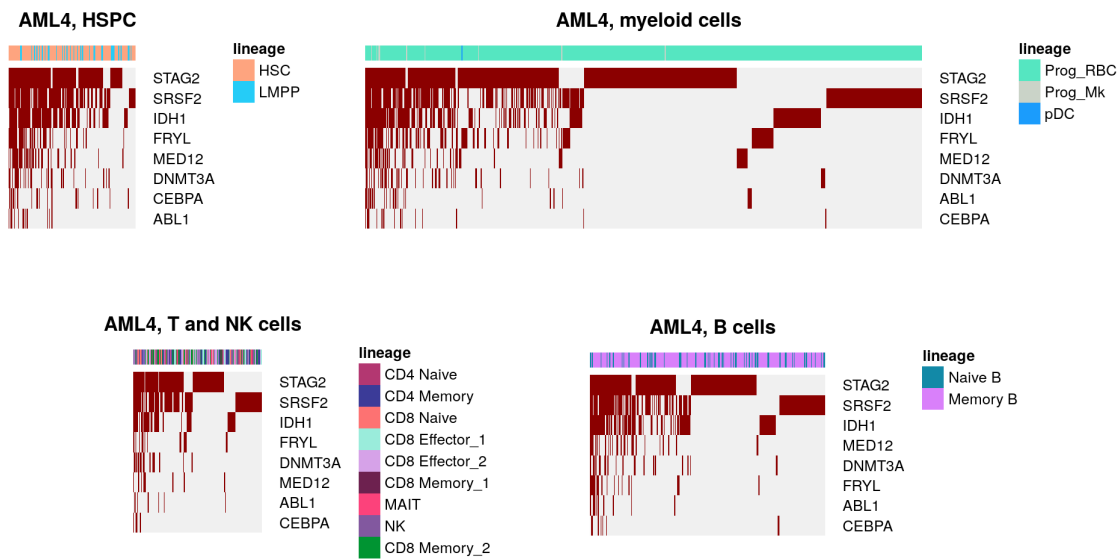 AML4, HSPC
lineage
HSC
LMPP
STAG2
SRSF2
IDH1
FRYL
MED12
DNMT3A
CEBPA
ABL1
AML4, myeloid cells
lineage
Prog_RBC
Prog_Mk
pDC
STAG2
SRSF2
IDH1
FRYL
MED12
DNMT3A
ABL1
CEBPA
AML4, T and NK cells
lineage
CD4 Naive
CD4 Memory
CD8 Naive
CD8 Effector_1
CD8 Effector_2
CD8 Memory_1
MAIT
NK
CD8 Memory_2
STAG2
SRSF2
IDH1
FRYL
DNMT3A
MED12
ABL1
CEBPA
AML4, B cells
lineage
Naive B
Memory B
STAG2
SRSF2
IDH1
MED12
DNMT3A
FRYL
ABL1
CEBPA